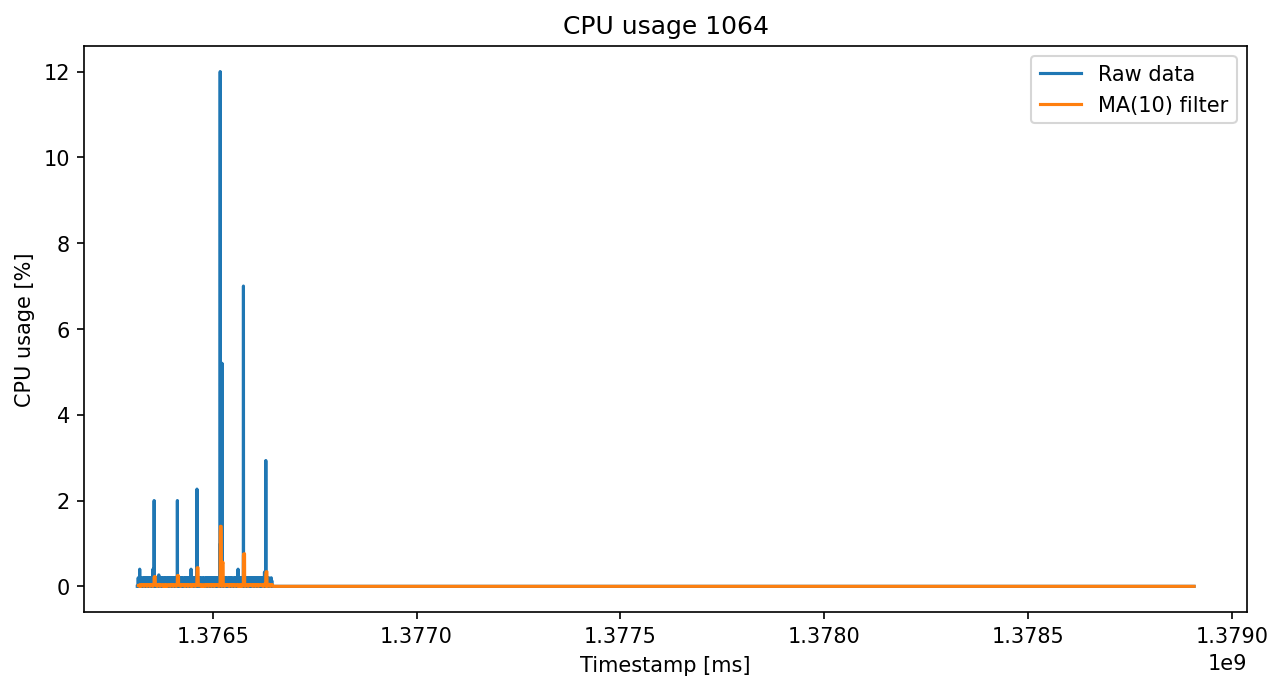 CPU usage 1064
Raw data
MA(10) filter
CPU usage [%]
12
10
8
6
4
2
0
1.3765 1.3770 1.3775 1.3780 1.3785 1.3790
1e9
Timestamp [ms]